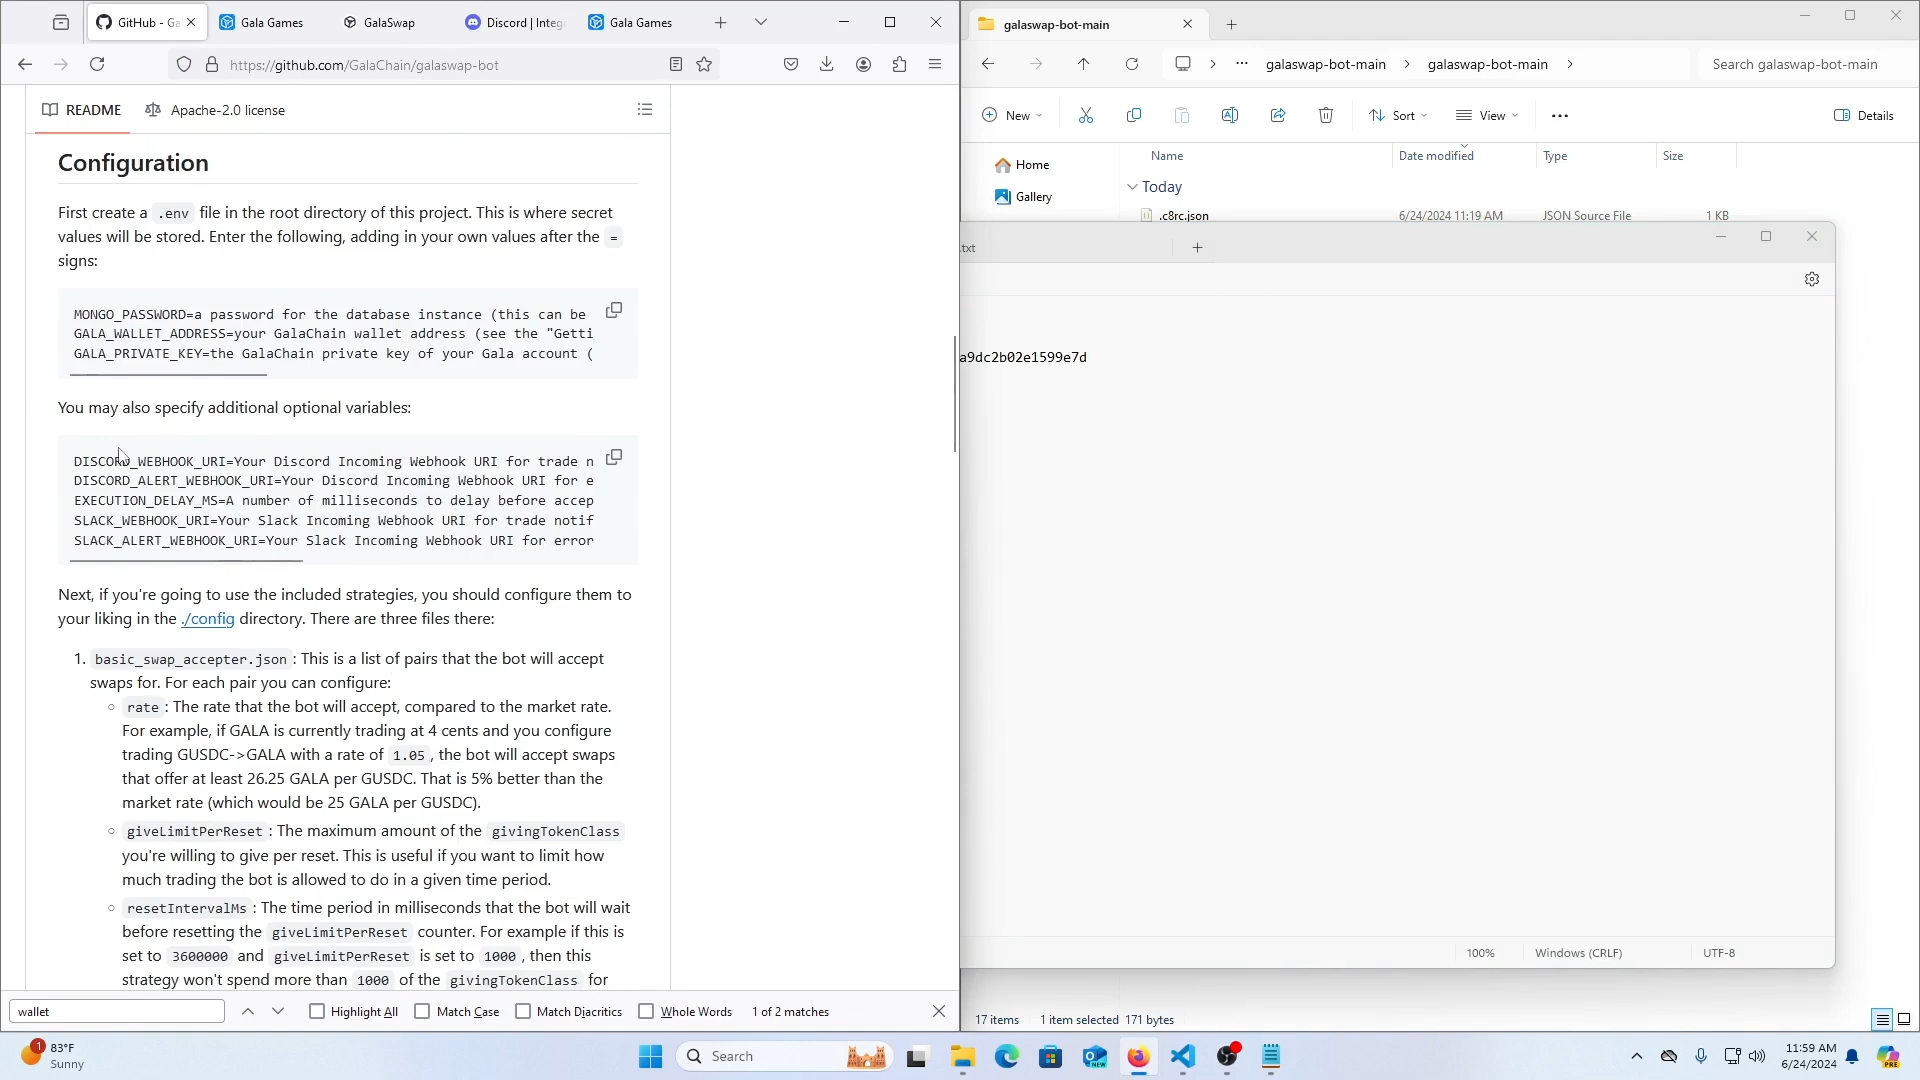 GitHub - Ga
Gala Games
GalaSwap
Discord | Integ
Gala Games
https://github.com/GalaChain/galaswap-bot
README
Apache-2.0 license
Configuration
First create a .env file in the root directory of this project. This is where secret
values will be stored. Enter the following, adding in your own values after the =
signs:
MONGO_PASSWORD=a password for the database instance (this can be
GALA_WALLET_ADDRESS=your GalaChain wallet address (see the "Getti
GALA_PRIVATE_KEY=the GalaChain private key of your Gala account (
You may also specify additional optional variables:
DISCORD_WEBHOOK_URI=Your Discord Incoming Webhook URI for trade n
DISCORD_ALERT_WEBHOOK_URI=Your Discord Incoming Webhook URI for e
EXECUTION_DELAY_MS=A number of milliseconds to delay before accep
SLACK_WEBHOOK_URI=Your Slack Incoming Webhook URI for trade notif
SLACK_ALERT_WEBHOOK_URI=Your Slack Incoming Webhook URI for error
Next, if you're going to use the included strategies, you should configure them to
your liking in the ./config directory. There are three files there:
1. basic_swap_accepter.json : This is a list of pairs that the bot will accept
swaps for. For each pair you can configure:
rate : The rate that the bot will accept, compared to the market rate.
For example, if GALA is currently trading at 4 cents and you configure
trading GUSDC->GALA with a rate of 1.05 , the bot will accept swaps
that offer at least 26.25 GALA per GUSDC. That is 5% better than the
market rate (which would be 25 GALA per GUSDC).
giveLimitPerReset : The maximum amount of the givingTokenClass
you're willing to give per reset. This is useful if you want to limit how
much trading the bot is allowed to do in a given time period.
resetIntervalMs : The time period in milliseconds that the bot will wait
before resetting the giveLimitPerReset counter. For example if this is
set to 3600000 and giveLimitPerReset is set to 1000 , then this
strategy won't spend more than 1000 of the givingTokenClass for
wallet
Highlight All
Match Case
Match Diacritics
Whole Words
1 of 2 matches
galaswap-bot-main
galaswap-bot-main
galaswap-bot-main
Search galaswap-bot-main
New
Sort
View
Details
Name
Date modified
Type
Size
Home
Gallery
Today
.c8rc.json
6/24/2024 11:19 AM
JSON Source File
1 KB
.txt
a9dc2b02e1599e7d
100%
Windows (CRLF)
UTF-8
17 items
1 item selected 171 bytes
1
83°F
Sunny
Search
NEW
11:59 AM
6/24/2024
PRE